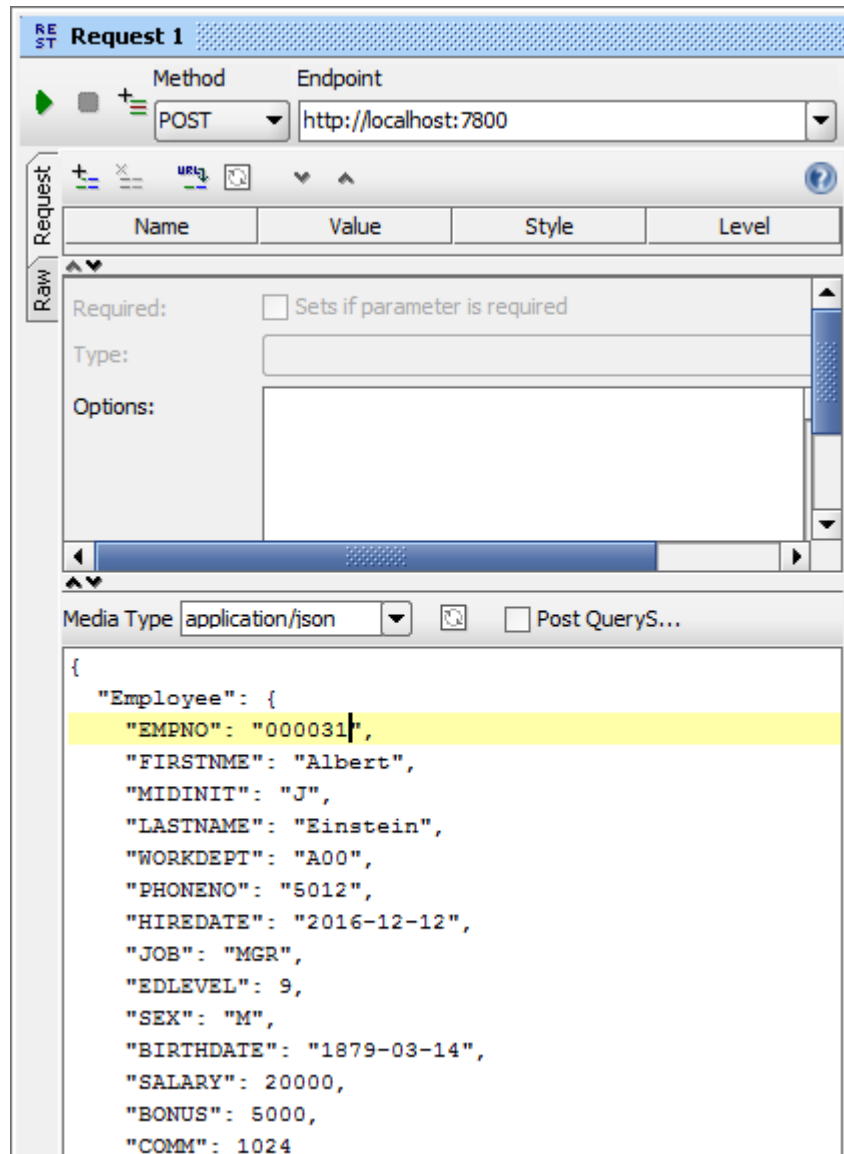 REST Request 1
Method Endpoint
POST http://localhost:7800
Request
Raw
URL
Name Value Style Level
Required: Sets if parameter is required
Type:
Options:
Media Type application/json Post QueryS...
{
"Employee": {
"EMPNO": "000031",
"FIRSTNME": "Albert",
"MIDINIT": "J",
"LASTNAME": "Einstein",
"WORKDEPT": "A00",
"PHONENO": "5012",
"HIREDATE": "2016-12-12",
"JOB": "MGR",
"EDLEVEL": 9,
"SEX": "M",
"BIRTHDATE": "1879-03-14",
"SALARY": 20000,
"BONUS": 5000,
"COMM": 1024